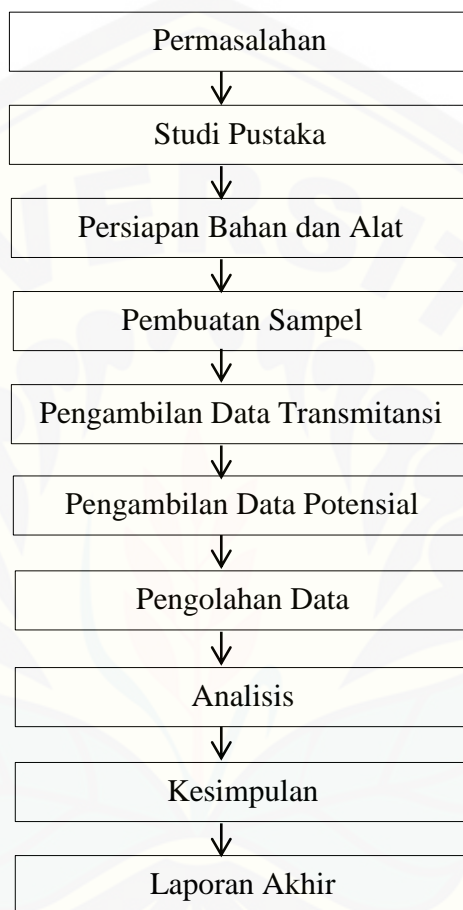 Permasalahan
Studi Pustaka
Persiapan Bahan dan Alat
Pembuatan Sampel
Pengambilan Data Transmitansi
Pengambilan Data Potensial
Pengolahan Data
Analisis
Kesimpulan
Laporan Akhir